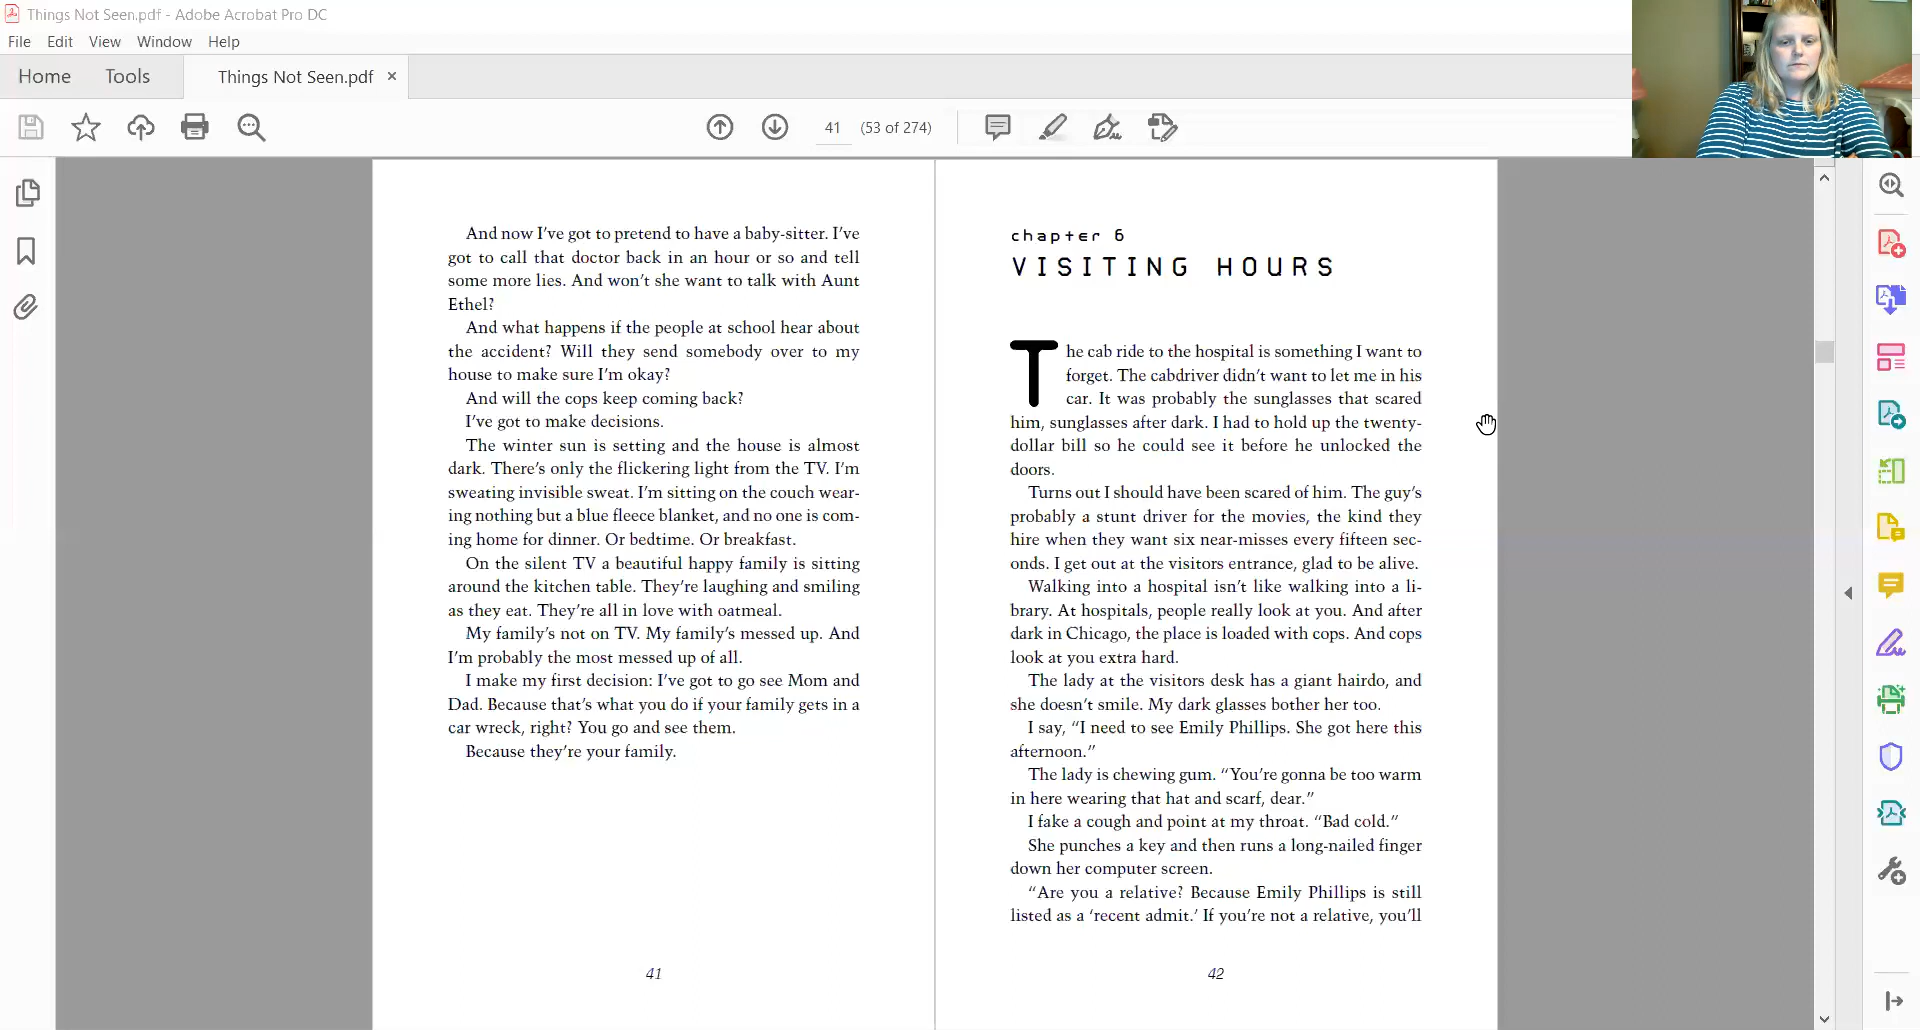 Things Not Seen.pdf - Adobe Acrobat Pro DC
File Edit View Window Help
Home Tools Things Not Seen.pdf ×
41 (53 of 274)
And now I've got to pretend to have a baby-sitter. I've
got to call that doctor back in an hour or so and tell
some more lies. And won't she want to talk with Aunt
Ethel?
And what happens if the people at school hear about
the accident? Will they send somebody over to my
house to make sure I'm okay?
And will the cops keep coming back?
I've got to make decisions.
The winter sun is setting and the house is almost
dark. There's only the flickering light from the TV. I'm
sweating invisible sweat. I'm sitting on the couch wear-
ing nothing but a blue fleece blanket, and no one is com-
ing home for dinner. Or bedtime. Or breakfast.
On the silent TV a beautiful happy family is sitting
around the kitchen table. They're laughing and smiling
as they eat. They're all in love with oatmeal.
My family's not on TV. My family's messed up. And
I'm probably the most messed up of all.
I make my first decision: I've got to go see Mom and
Dad. Because that's what you do if your family gets in a
car wreck, right? You go and see them.
Because they're your family.
41
chapter 6
VISITING HOURS
The cab ride to the hospital is something I want to
forget. The cabdriver didn't want to let me in his
car. It was probably the sunglasses that scared
him, sunglasses after dark. I had to hold up the twenty-
dollar bill so he could see it before he unlocked the
doors.
Turns out I should have been scared of him. The guy's
probably a stunt driver for the movies, the kind they
hire when they want six near-misses every fifteen sec-
onds. I get out at the visitors entrance, glad to be alive.
Walking into a hospital isn't like walking into a li-
brary. At hospitals, people really look at you. And after
dark in Chicago, the place is loaded with cops. And cops
look at you extra hard.
The lady at the visitors desk has a giant hairdo, and
she doesn't smile. My dark glasses bother her too.
I say, "I need to see Emily Phillips. She got here this
afternoon."
The lady is chewing gum. "You're gonna be too warm
in here wearing that hat and scarf, dear."
I fake a cough and point at my throat. "Bad cold."
She punches a key and then runs a long-nailed finger
down her computer screen.
"Are you a relative? Because Emily Phillips is still
listed as a 'recent admit.' If you're not a relative, you'll
42